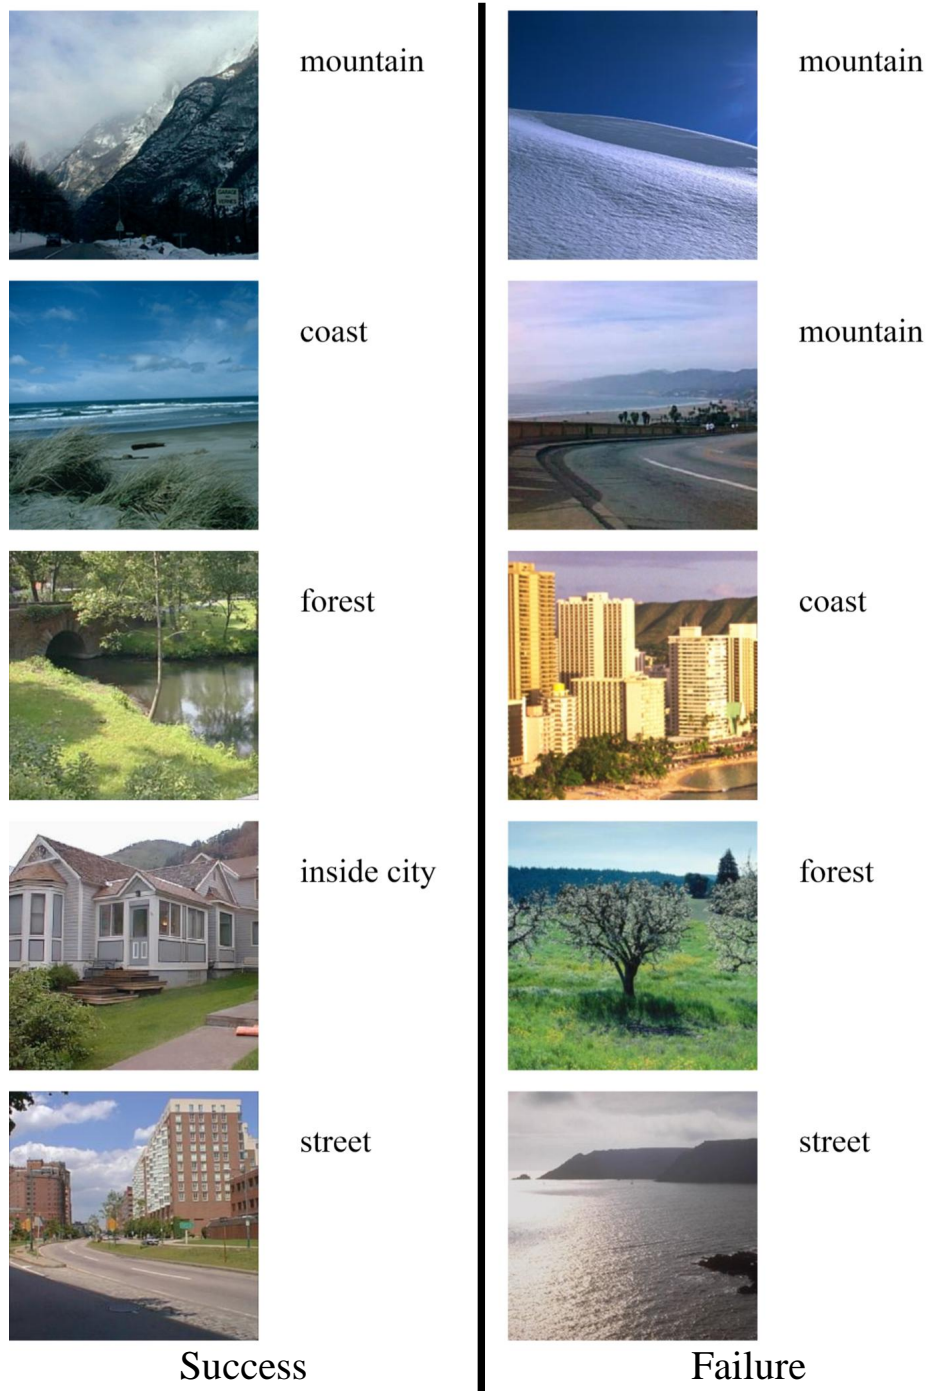 mountain
coast
forest
inside city
street
Success
mountain
mountain
coast
forest
street
Failure